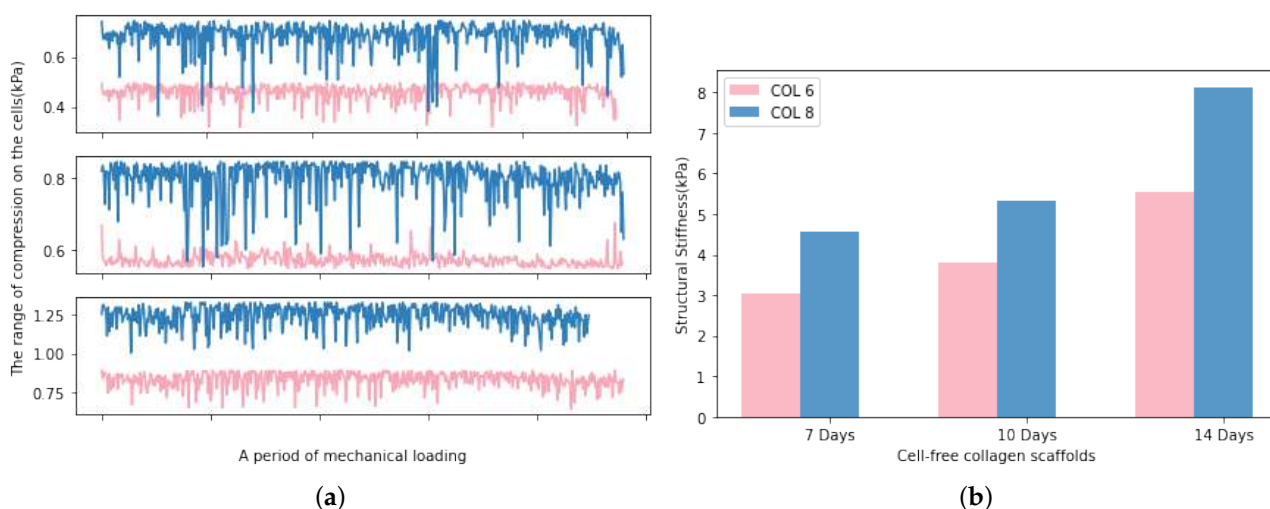 The range of compression on the cells(kPa)
0.6
0.4
0.8
0.6
1.25
1.00
0.75
A period of mechanical loading
(a)
Structural Stiffness(kPa)
8
7
6
5
4
3
2
1
0
COL 6
COL 8
7 Days
10 Days
14 Days
Cell-free collagen scaffolds
(b)